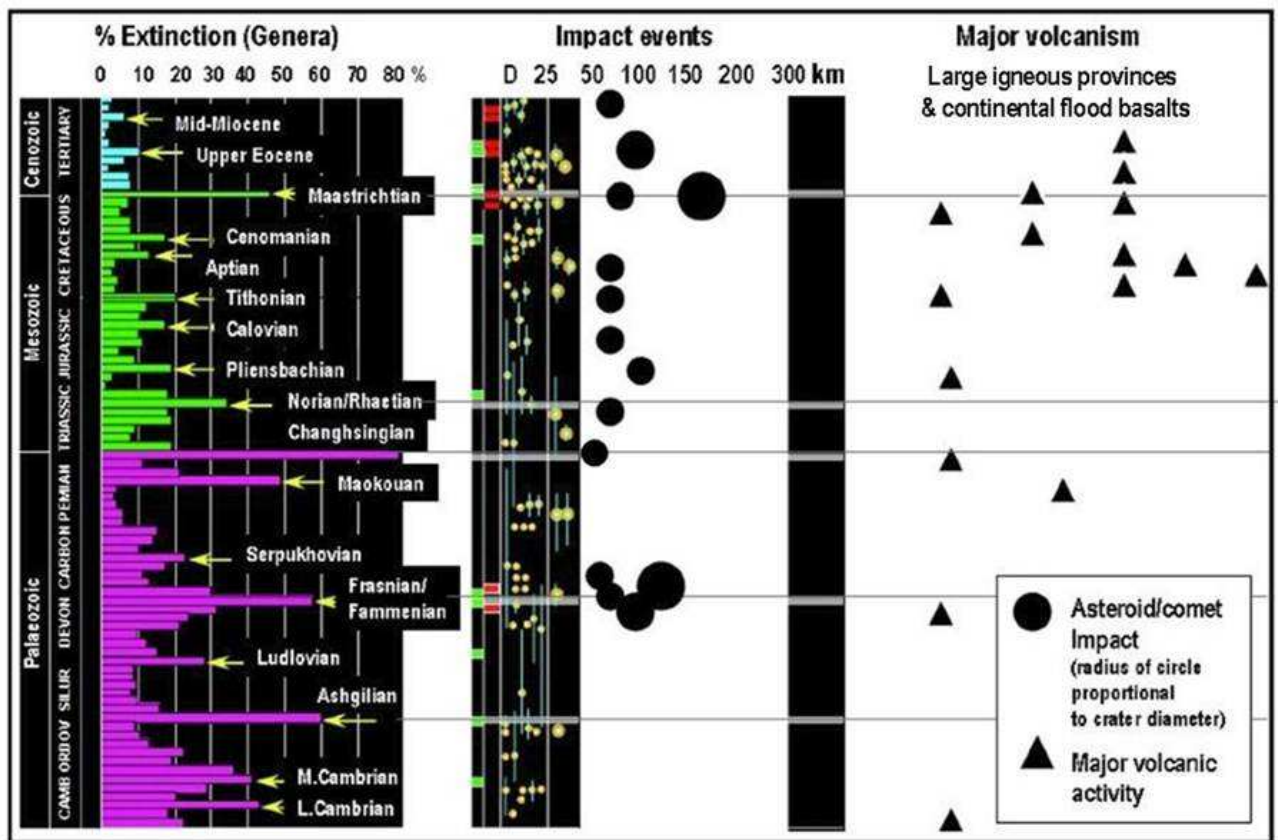 % Extinction (Genera)
Impact events
Major volcanism
0 10 20 30 40 50 60 70 80 %
D 25 50 100 150 200 300 km
Large igneous provinces
& continental flood basalts
Cenozoic
TERTIARY
Mid-Miocene
Upper Eocene
Maastrichtian
Mesozoic
CRETACEOUS
Cenomanian
Aptian
Tithonian
JURASSIC
Calovian
Pliensbachian
TRIASSIC
Norian/Rhaetian
Changhsingian
Palaeozoic
PEMIAN
Maokouan
CARBON
Serpukhovian
Frasnian/
Fammenian
DEVON
Ludlovian
SILUR
Ashgilian
ORBOV
M.Cambrian
CAMB
L.Cambrian
Asteroid/comet
Impact
(radius of circle
proportional
to crater diameter)
Major volcanic
activity